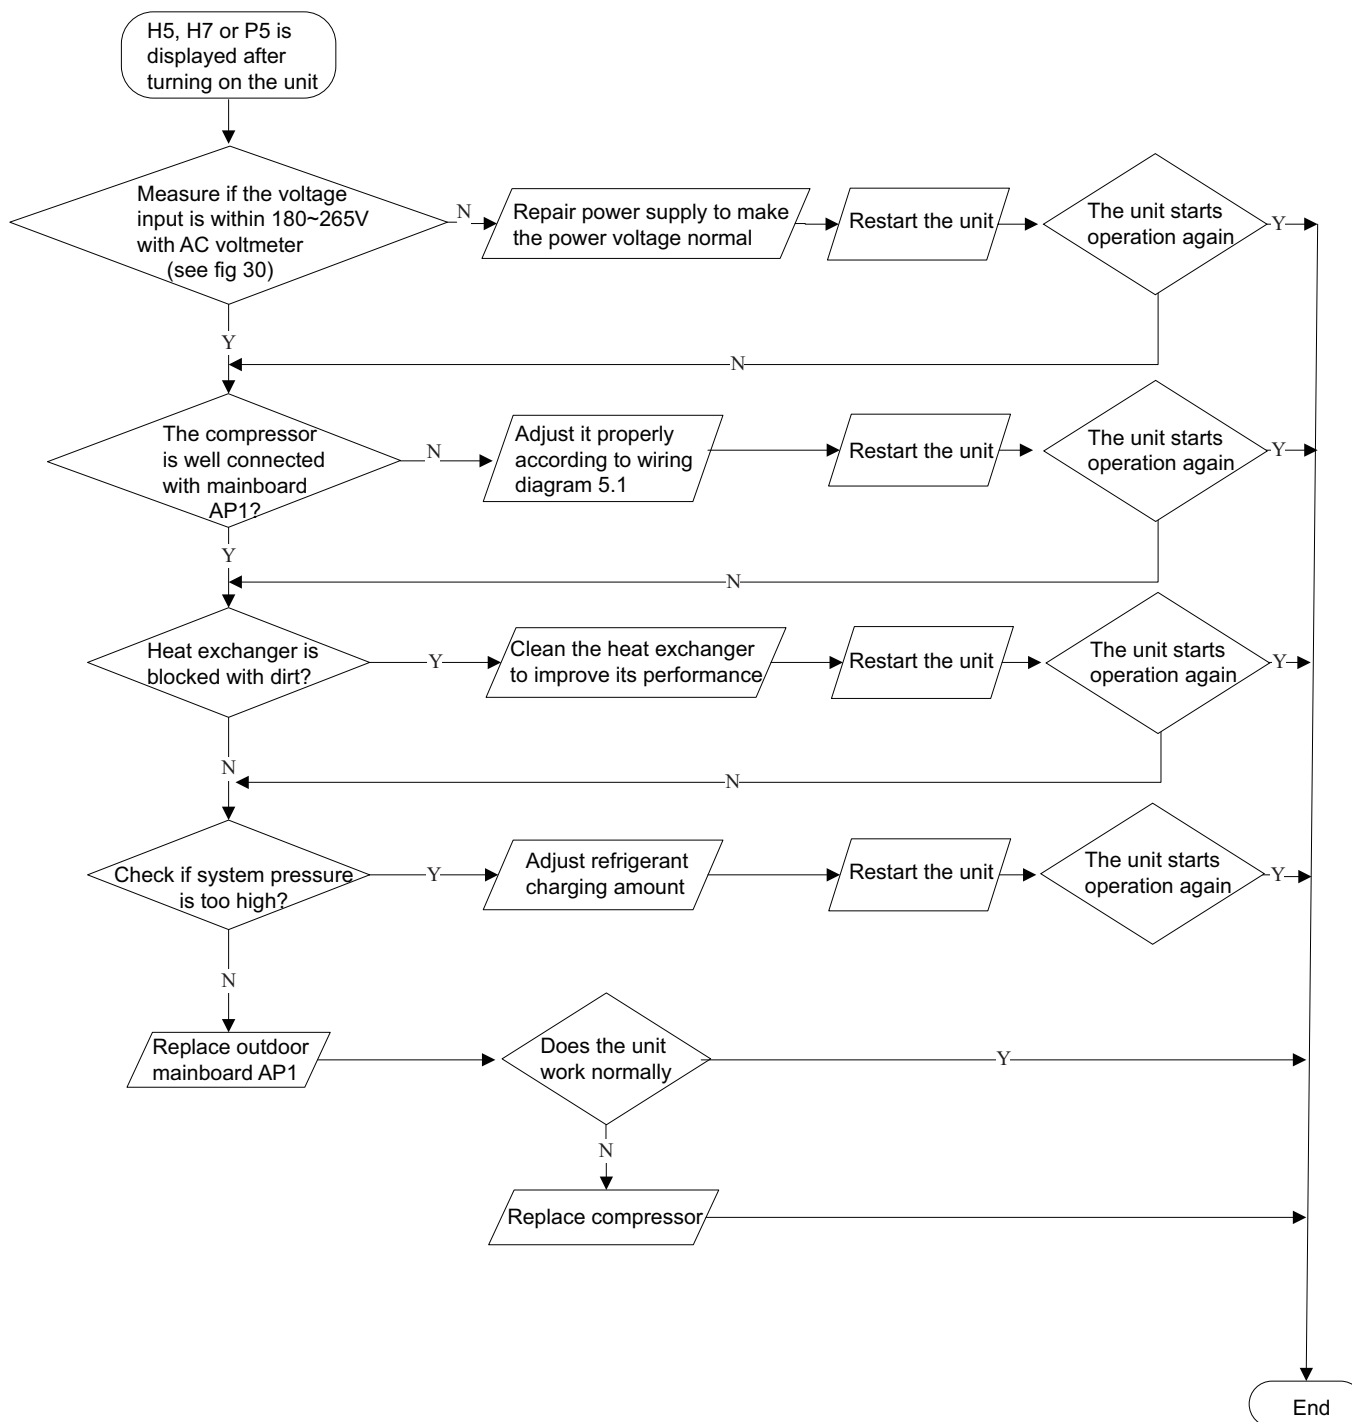 H5, H7 or P5 is
displayed after
turning on the unit
Measure if the voltage
input is within 180~265V
with AC voltmeter
(see fig 30)
N
Repair power supply to make
the power voltage normal
Restart the unit
The unit starts
operation again
Y
Y
N
The compressor
is well connected
with mainboard
AP1?
N
Adjust it properly
according to wiring
diagram 5.1
Restart the unit
The unit starts
operation again
Y
Y
N
Heat exchanger is
blocked with dirt?
Y
Clean the heat exchanger
to improve its performance
Restart the unit
The unit starts
operation again
Y
N
N
Check if system pressure
is too high?
Y
Adjust refrigerant
charging amount
Restart the unit
The unit starts
operation again
Y
N
Replace outdoor
mainboard AP1
Does the unit
work normally
Y
N
Replace compressor
End